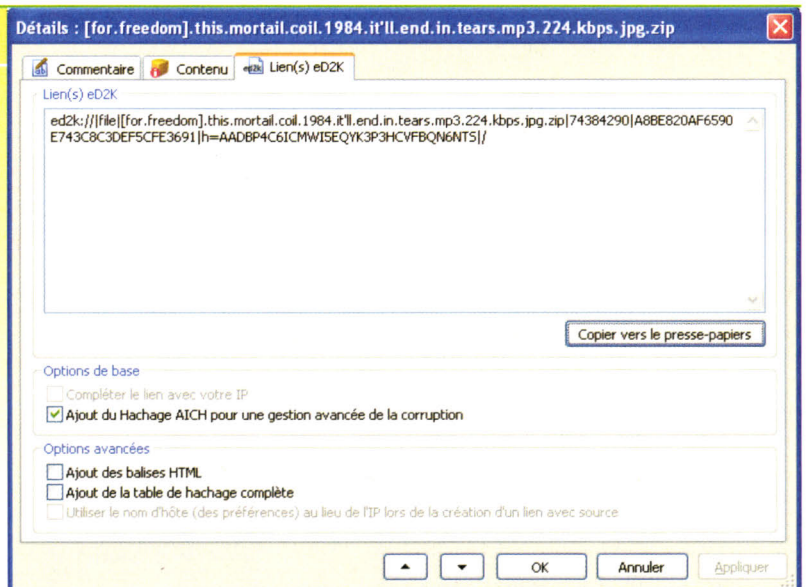 Détails : [for.freedom].this.mortail.coil.1984.it'll.end.in.tears.mp3.224.kbps.jpg.zip
Commentaire Contenu Lien(s) eD2K
Lien(s) eD2K
ed2k://|file|[for.freedom].this.mortail.coil.1984.it'll.end.in.tears.mp3.224.kbps.jpg.zip|74384290|A8BE820AF6590
E743C8C3DEF5CFE3691|h=AADBP4C6ICMWI5EQYK3P3HCVFBQN6NTS|/
Copier vers le presse-papiers
Options de base
Compléter le lien avec votre IP
Ajout du Hachage AICH pour une gestion avancée de la corruption
Options avancées
Ajout des balises HTML
Ajout de la table de hachage complète
Utiliser le nom d'hôte (des préférences) au lieu de l'IP lors de la création d'un lien avec source
OK Annuler Appliquer